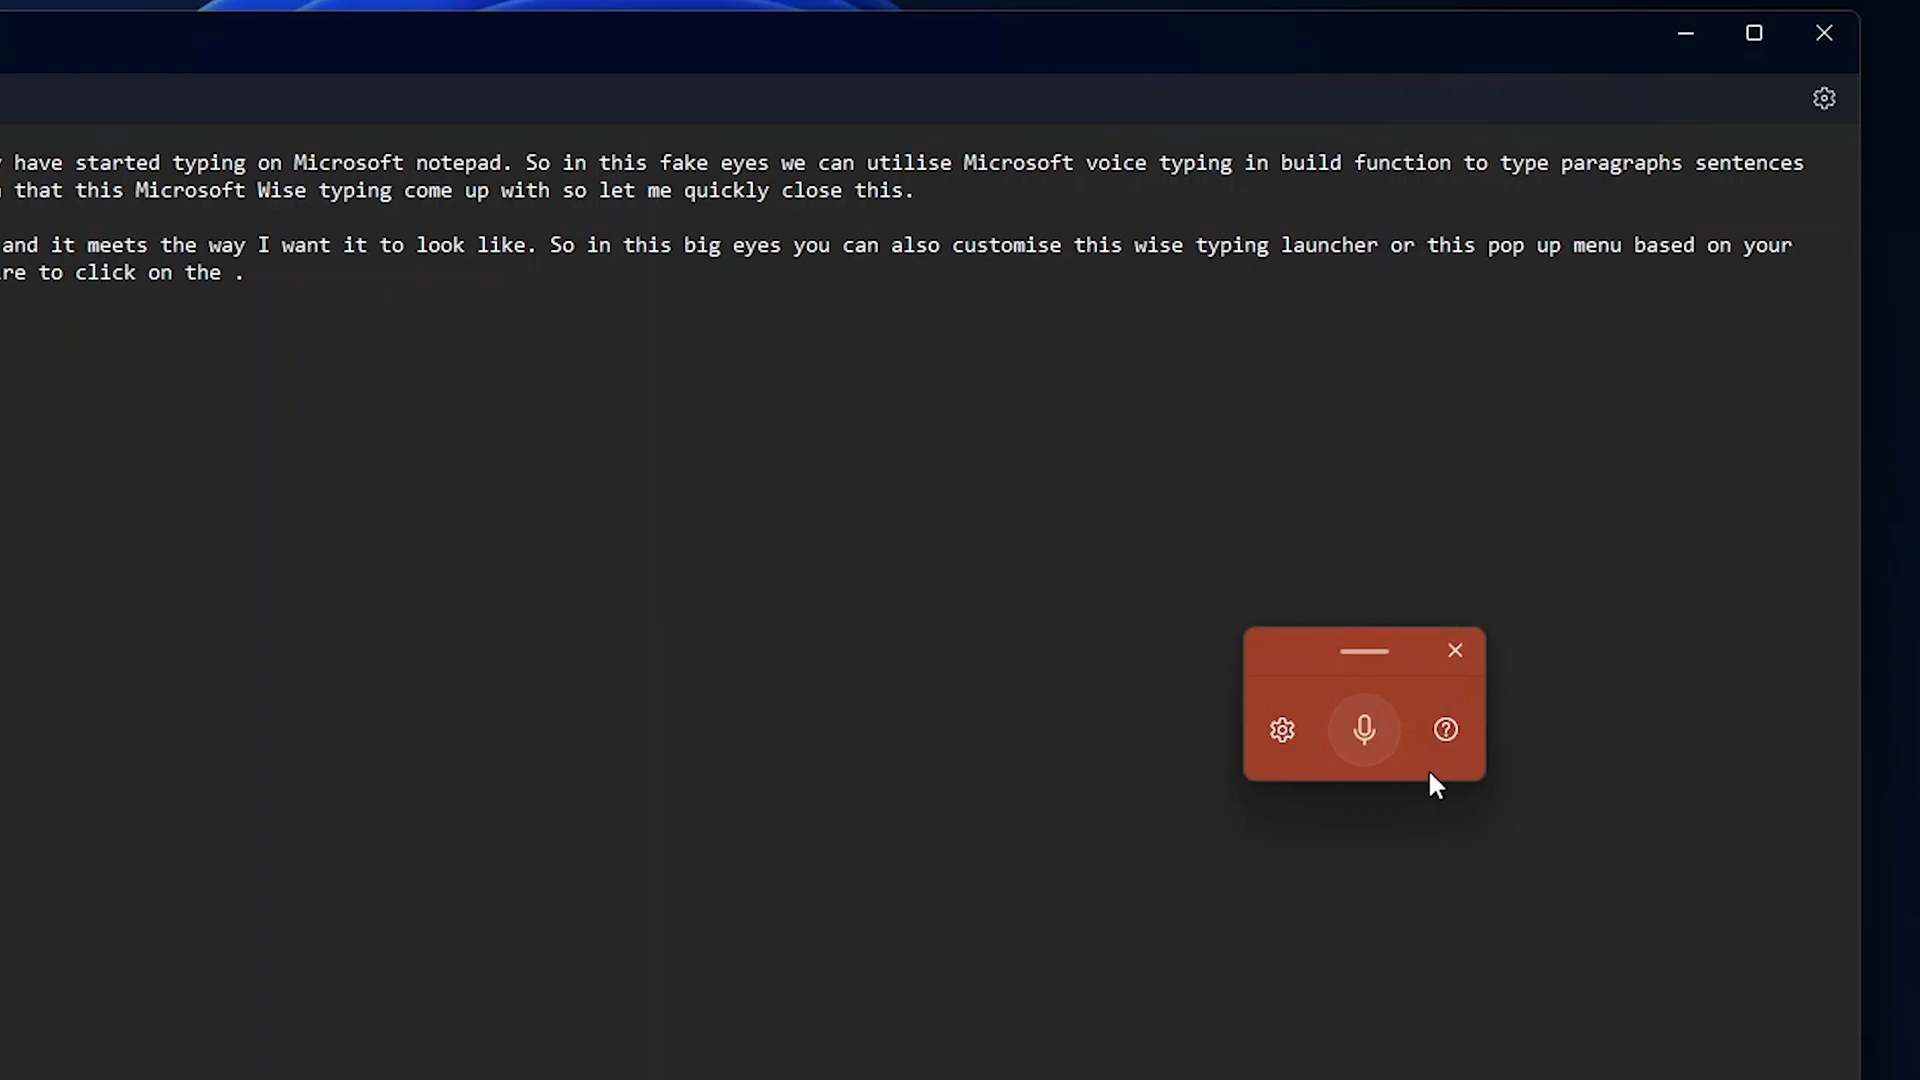 have started typing on Microsoft notepad. So in this fake eyes we can utilise Microsoft voice typing in build function to type paragraphs sentences
that this Microsoft Wise typing come up with so let me quickly close this.
and it meets the way I want it to look like. So in this big eyes you can also customise this wise typing launcher or this pop up menu based on your
re to click on the .